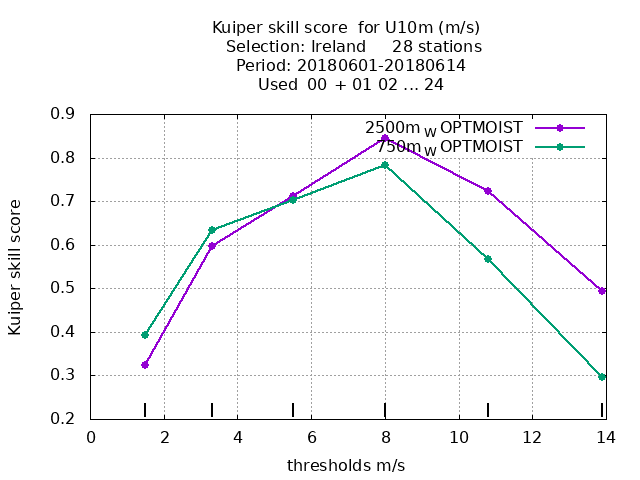 Kuiper skill score  for U10m (m/s)
Selection: Ireland     28 stations
Period: 20180601-20180614
Used  00  + 01 02 ... 24
2500m W OPTMOIST
750m W OPTMOIST
0.9
0.8
0.7
0.6
0.5
0.4
0.3
0.2
Kuiper skill score
0 2 4 6 8 10 12 14
thresholds m/s